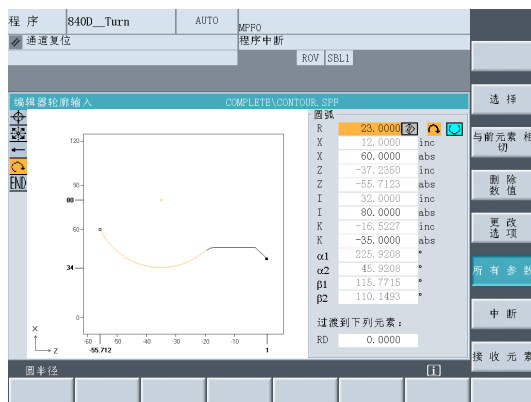 程 序 840D__Turn AUTO MPF0
通道复位 程序中断
ROV SBL1
编辑器轮廓输入 COMPLETE\CONTOUR.SPF
圆弧
R 23.0000
X 12.0000 inc
X 60.0000 abs
Z -37.2350 inc
Z -55.7123 abs
I 32.0000 inc
I 80.0000 abs
K -16.5227 inc
K -35.0000 abs
α1 225.9208 °
α2 45.9208 °
β1 115.7715 °
β2 110.1493 °
过渡到下列元素：
RD 0.0000
END
120
90
80
60
34
0
-60 -50 -40 -30 -20 -10
-55.712 1
X
Z
圆半径 i
选 择
与前元素 相切
删 除
数 值
更 改
选 项
所 有 参 数
中 断
接 收 元 素